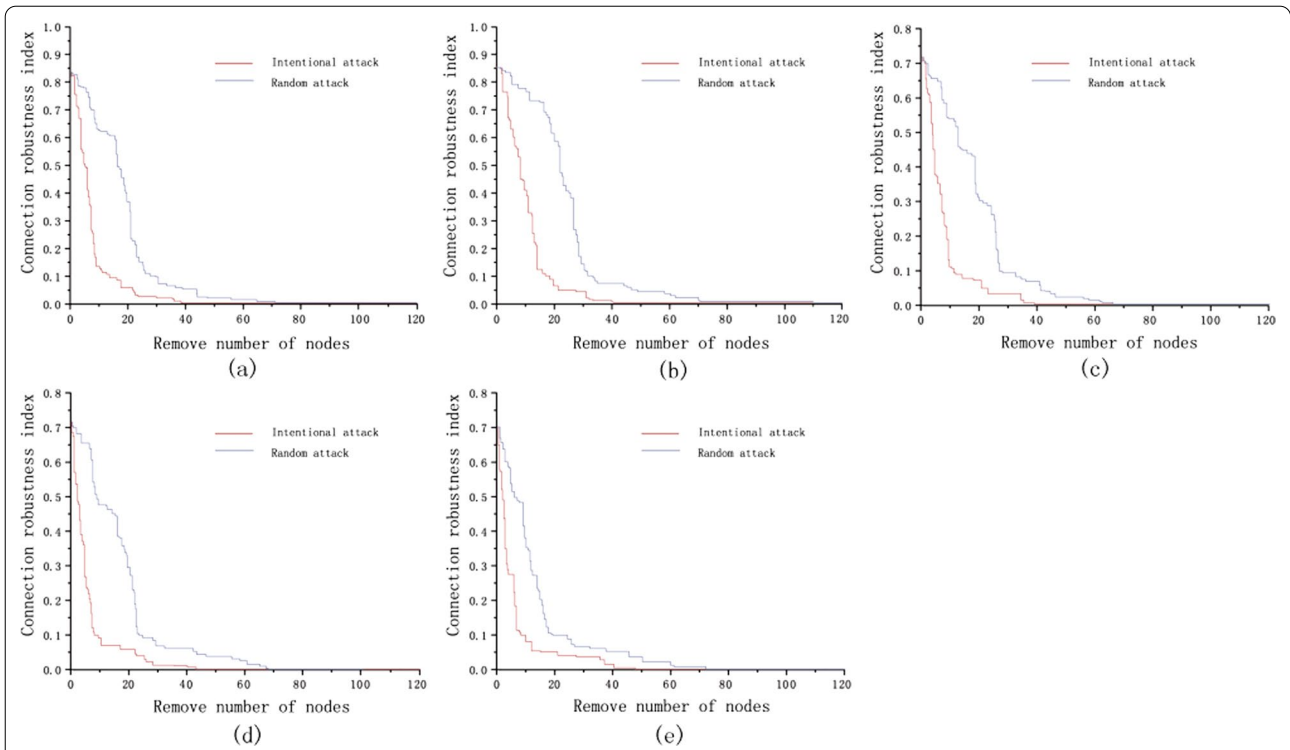 1.0
0.9
0.8
0.7
0.6
0.5
0.4
0.3
0.2
0.1
0.0
Connection robustness index
Intentional attack
Random attack
0 20 40 60 80 100 120
Remove number of nodes
(a)
1.0
0.9
0.8
0.7
0.6
0.5
0.4
0.3
0.2
0.1
0.0
Connection robustness index
Intentional attack
Random attack
0 20 40 60 80 100 120
Remove number of nodes
(b)
0.8
0.7
0.6
0.5
0.4
0.3
0.2
0.1
0.0
Connection robustness index
Intentional attack
Random attack
0 20 40 60 80 100 120
Remove number of nodes
(c)
0.8
0.7
0.6
0.5
0.4
0.3
0.2
0.1
0.0
Connection robustness index
Intentional attack
Random attack
0 20 40 60 80 100 120
Remove number of nodes
(d)
0.8
0.7
0.6
0.5
0.4
0.3
0.2
0.1
0.0
Connection robustness index
Intentional attack
Random attack
0 20 40 60 80 100 120
Remove number of nodes
(e)